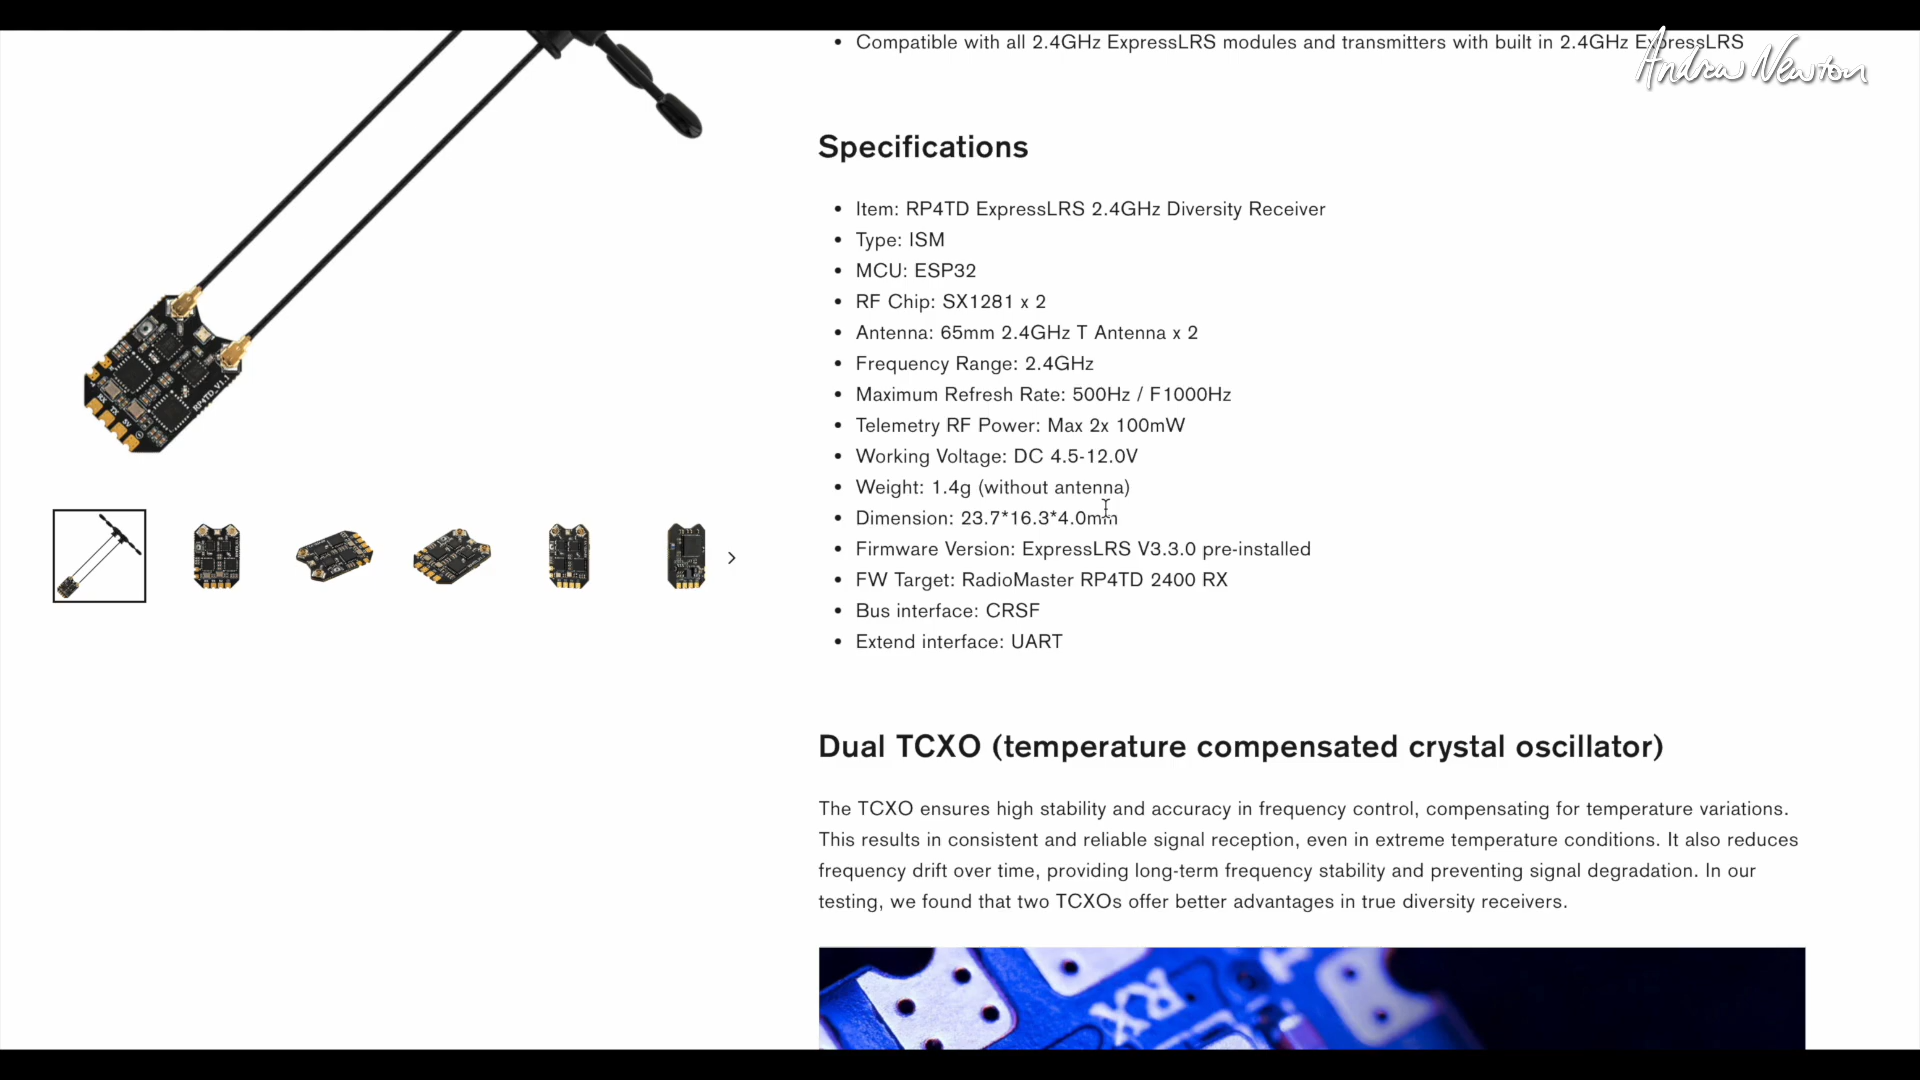 Compatible with all 2.4GHz ExpressLRS modules and transmitters with built in 2.4GHz ExpressLRS
Andrew Newton
Specifications
Item: RP4TD ExpressLRS 2.4GHz Diversity Receiver
Type: ISM
MCU: ESP32
RF Chip: SX1281 x 2
Antenna: 65mm 2.4GHz T Antenna x 2
Frequency Range: 2.4GHz
Maximum Refresh Rate: 500Hz / F1000Hz
Telemetry RF Power: Max 2x 100mW
Working Voltage: DC 4.5-12.0V
Weight: 1.4g (without antenna)
Dimension: 23.7*16.3*4.0mm
Firmware Version: ExpressLRS V3.3.0 pre-installed
FW Target: RadioMaster RP4TD 2400 RX
Bus interface: CRSF
Extend interface: UART
RP4TD_V1.1
RX
TX
5V
Dual TCXO (temperature compensated crystal oscillator)
The TCXO ensures high stability and accuracy in frequency control, compensating for temperature variations.
This results in consistent and reliable signal reception, even in extreme temperature conditions. It also reduces
frequency drift over time, providing long-term frequency stability and preventing signal degradation. In our
testing, we found that two TCXOs offer better advantages in true diversity receivers.
RX